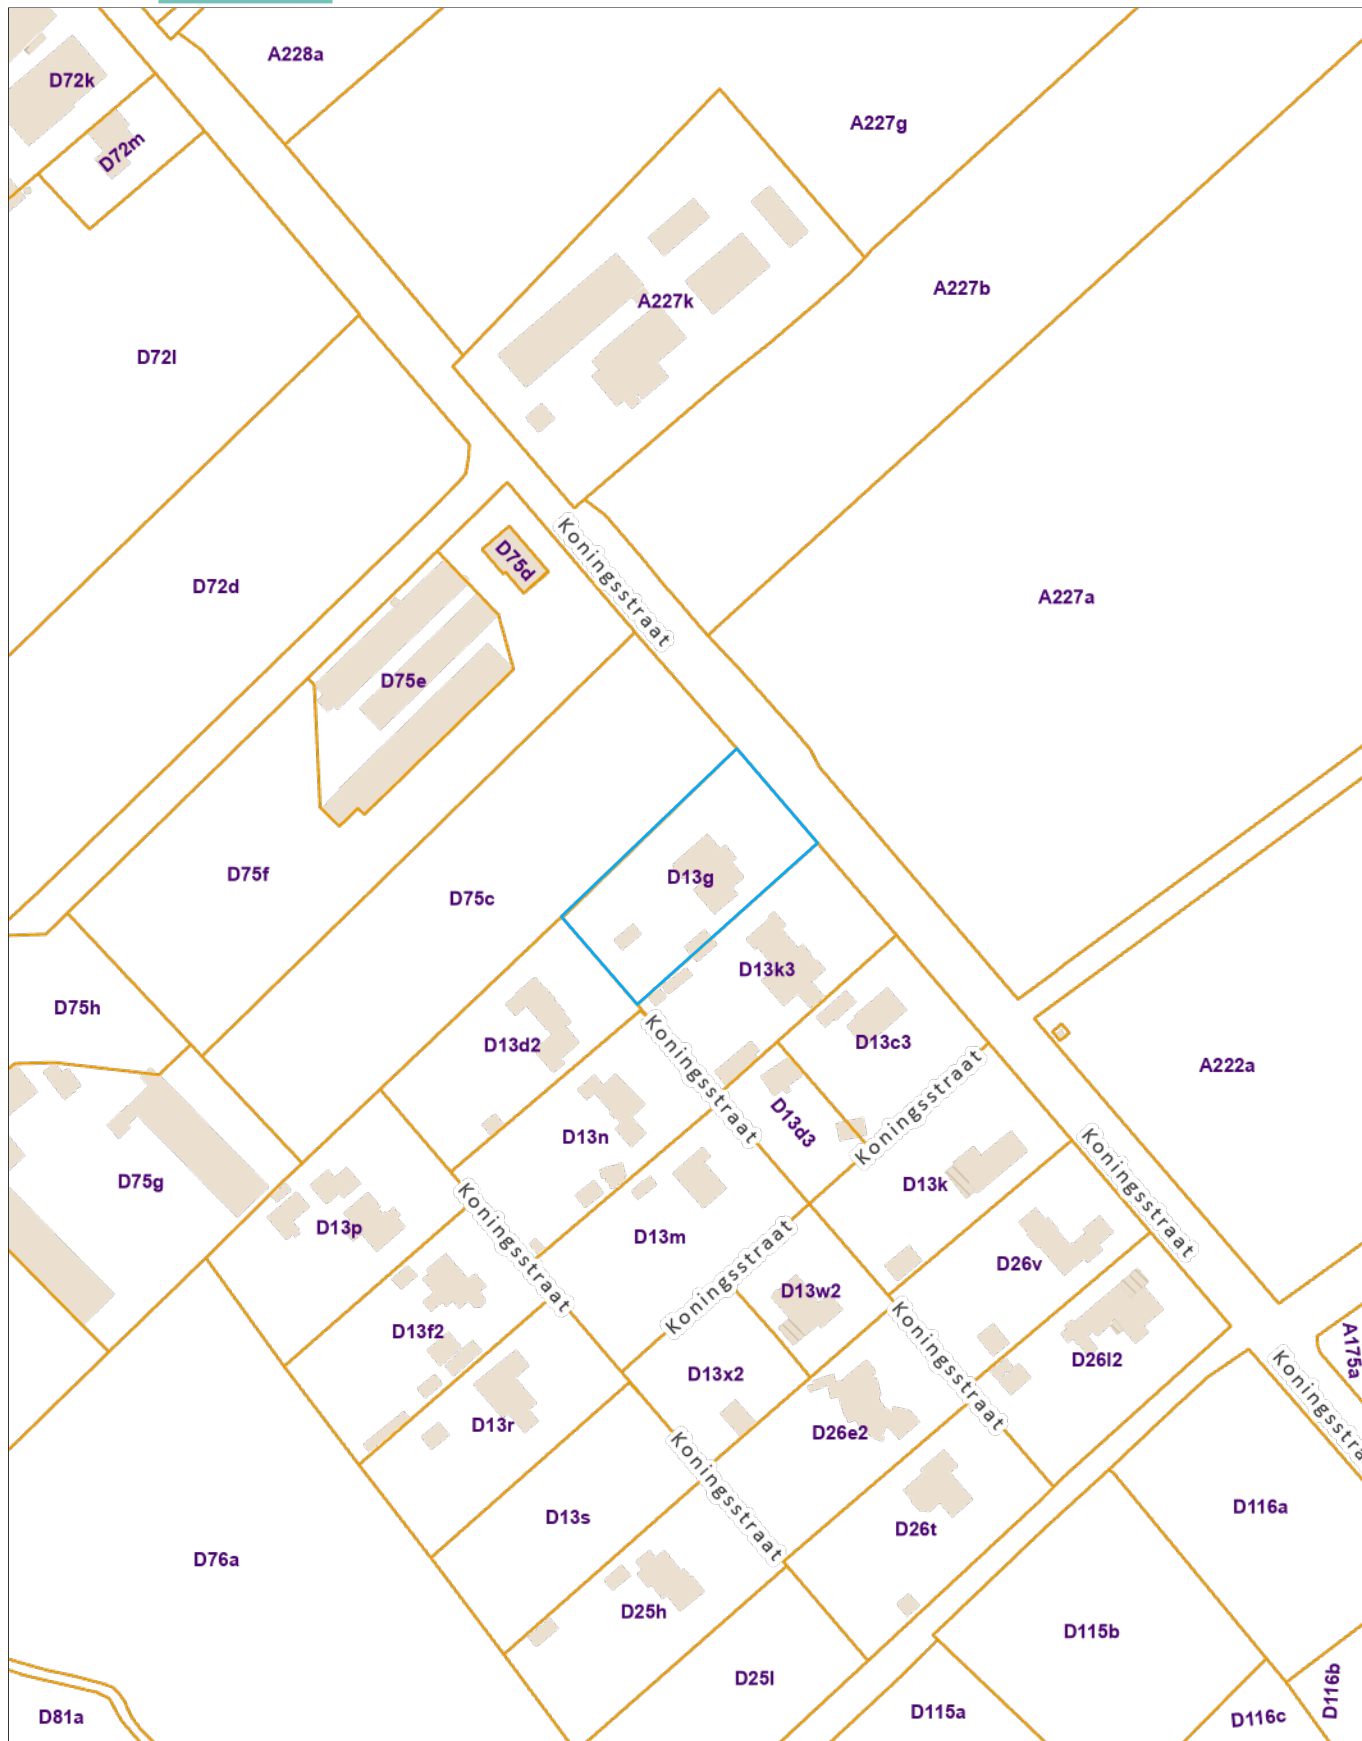 A228a
D72k
A227g
D72m
A227b
A227k
D72l
Koningsstraat
D75d
D72d
A227a
D75e
D75f
D13g
D75c
D13k3
D75h
D13d2
D13c3
A222a
Koningsstraat
Koningsstraat
D13d3
D13n
D75g
D13k
Koningsstraat
D13p
Koningsstraat
D13m
Koningsstraat
D26v
D13w2
D13f2
Koningsstraat
D26l2
A175a
D13x2
Koningsstra
D13r
D26e2
Koningsstraat
D116a
D13s
D26t
D76a
D25h
D115b
D25l
D116b
D81a
D115a
D116c